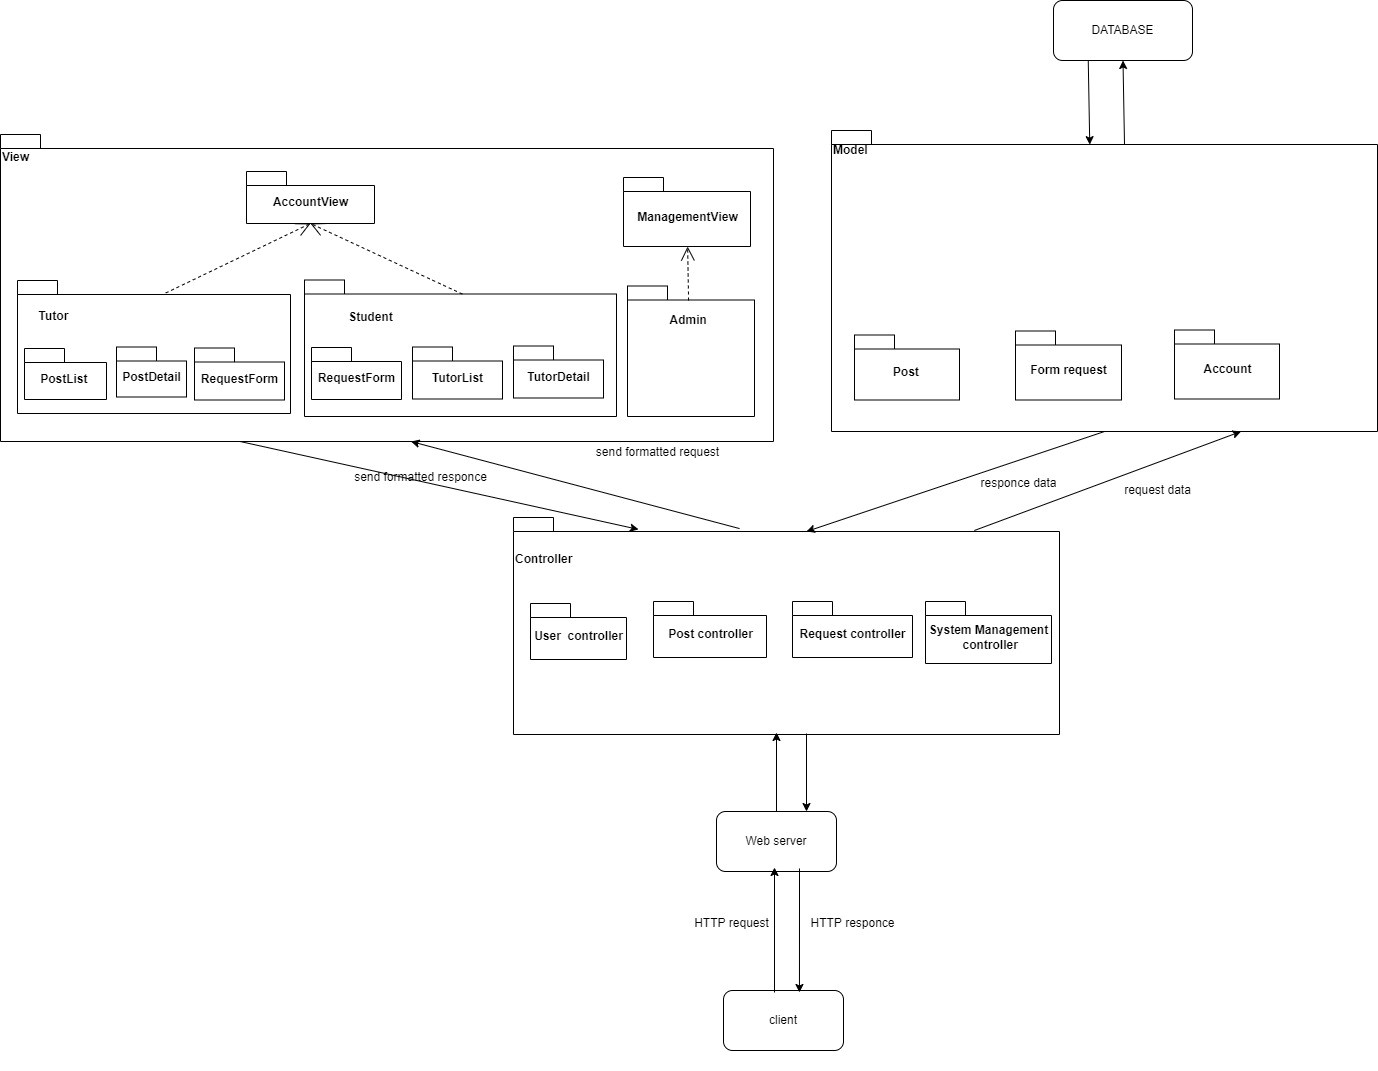 DATABASE
View
Model
AccountView
ManagementView
Tutor
Student
Admin
PostList
PostDetail
RequestForm
RequestForm
TutorList
TutorDetail
Post
Form request
Account
send formatted request
send formatted responce
responce data
request data
Controller
User  controller
Post controller
Request controller
System Management
controller
Web server
HTTP request
HTTP responce
client